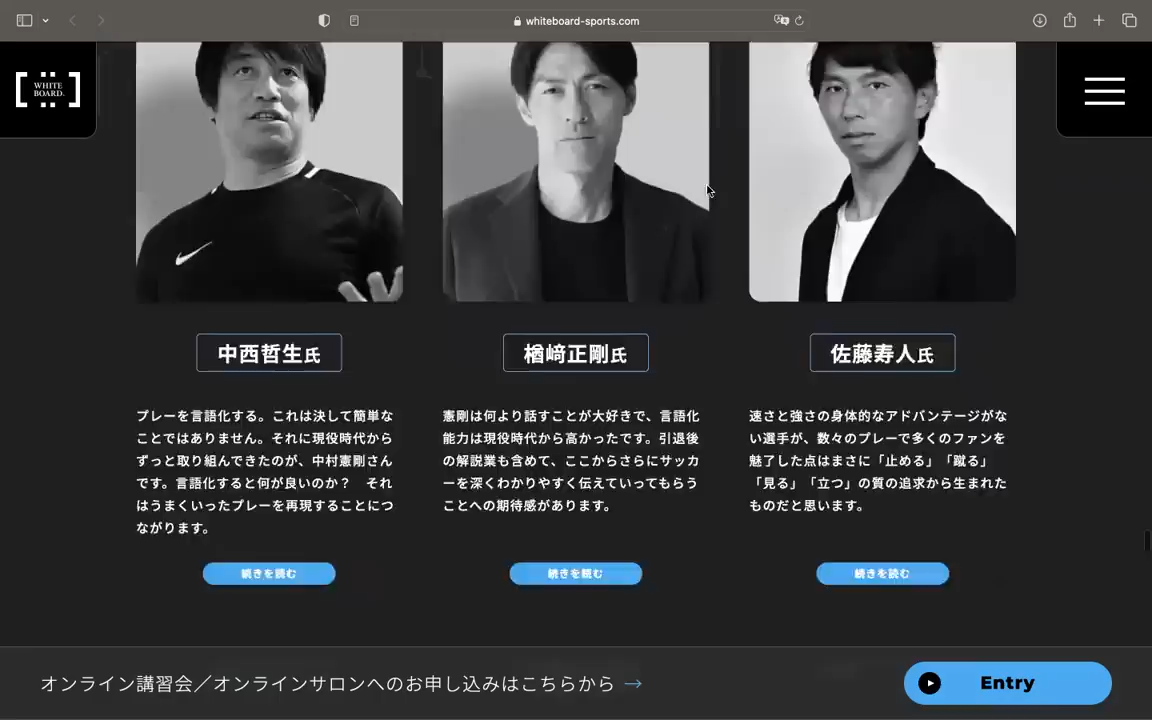 whiteboard-sports.com
WHITE
BOARD.
中西哲生氏
楢﨑正剛氏
佐藤寿人氏
プレーを言語化する。これは決して簡単な
ことではありません。それに現役時代から
ずっと取り組んできたのが、中村憲剛さん
です。言語化すると何が良いのか？　それ
はうまくいったプレーを再現することにつ
ながります。
憲剛は何より話すことが大好きで、言語化
能力は現役時代から高かったです。引退後
の解説業も含めて、ここからさらにサッカ
ーを深くわかりやすく伝えていってもらう
ことへの期待感があります。
速さと強さの身体的なアドバンテージがな
い選手が、数々のプレーで多くのファンを
魅了した点はまさに「止める」「蹴る」
「見る」「立つ」の質の追求から生まれた
ものだと思います。
続きを読む
続きを読む
続きを読む
オンライン講習会／オンラインサロンへのお申し込みはこちらから →
Entry